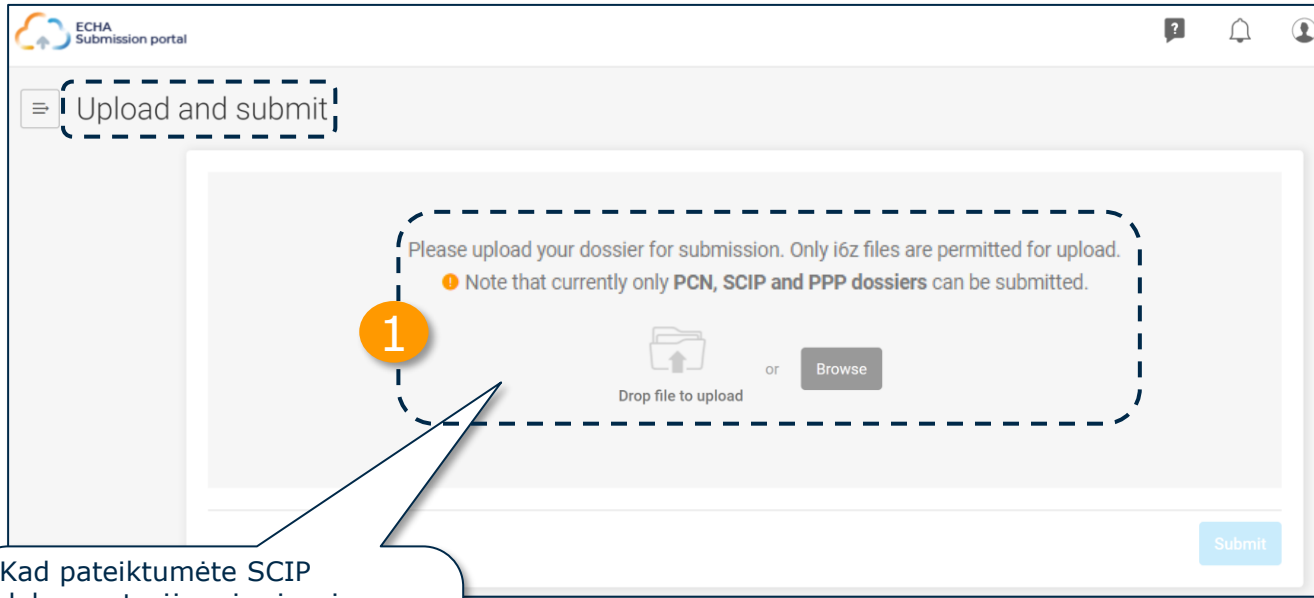 ECHA
Submission portal
?
Upload and submit
Please upload your dossier for submission. Only i6z files are permitted for upload.
! Note that currently only PCN, SCIP and PPP dossiers can be submitted.
1
or
Browse
Drop file to upload
Submit
Kad pateiktumėte SCIP